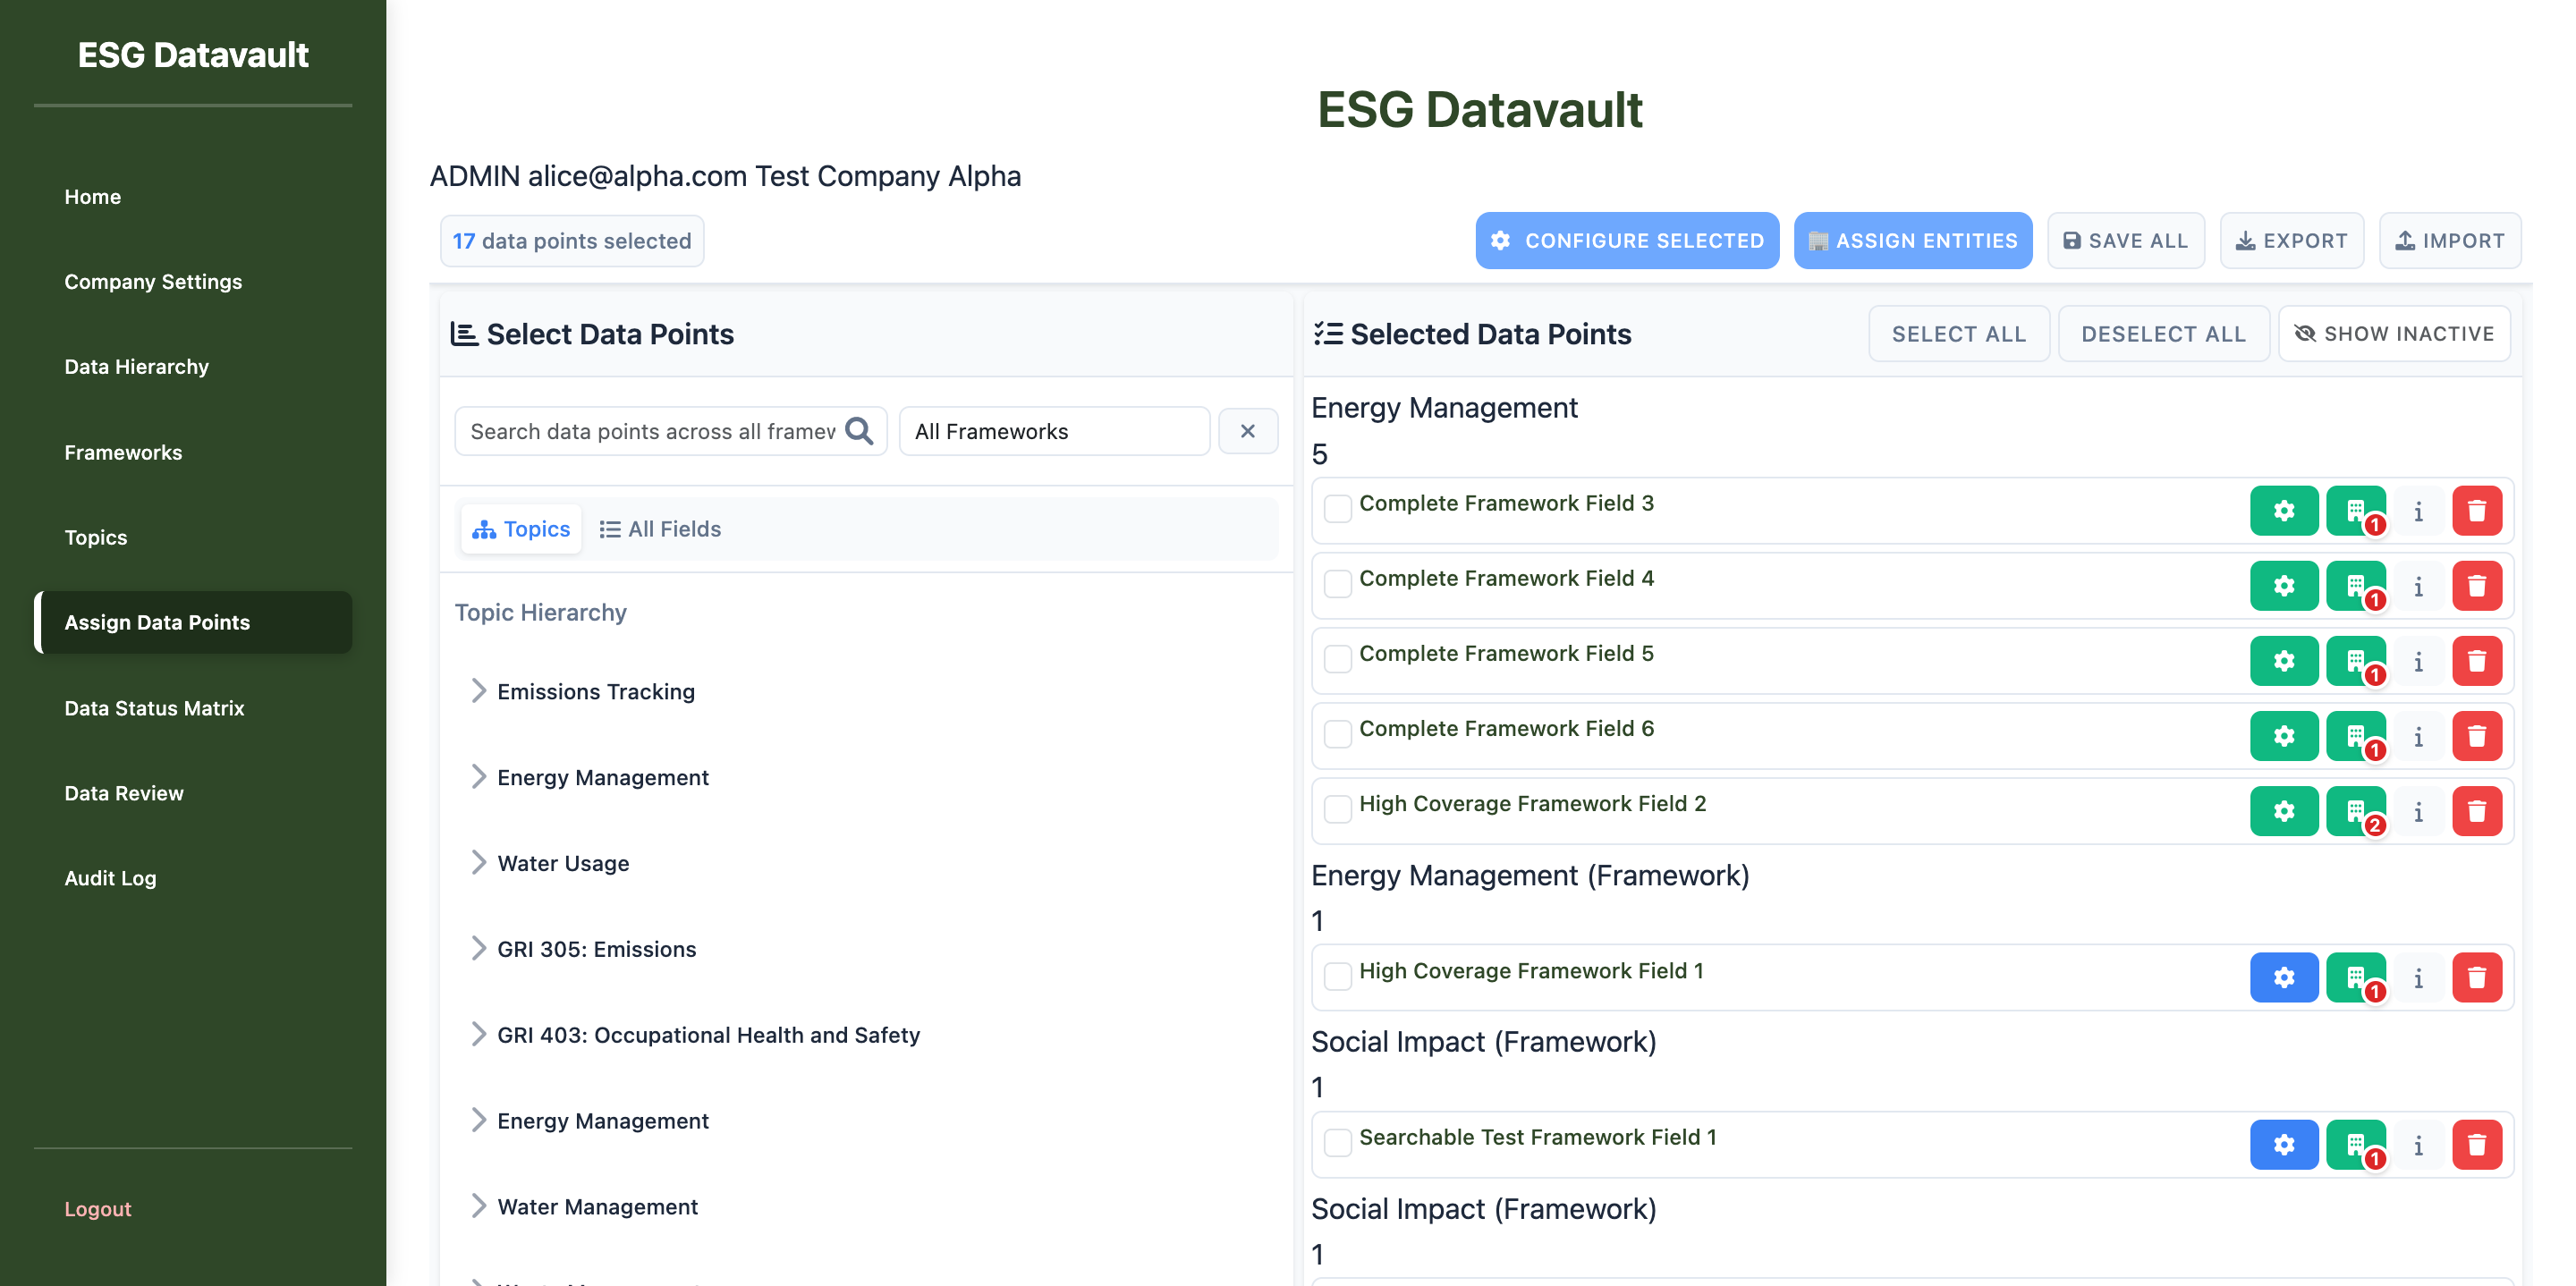 ESG Datavault
Home
Company Settings
Data Hierarchy
Frameworks
Topics
Assign Data Points
Data Status Matrix
Data Review
Audit Log
Logout
ESG Datavault
ADMIN alice@alpha.com Test Company Alpha
17 data points selected
CONFIGURE SELECTED
ASSIGN ENTITIES
SAVE ALL
EXPORT
IMPORT
Select Data Points
Search data points across all framew
All Frameworks
Topics
All Fields
Topic Hierarchy
Emissions Tracking
Energy Management
Water Usage
GRI 305: Emissions
GRI 403: Occupational Health and Safety
Energy Management
Water Management
Selected Data Points
SELECT ALL
DESELECT ALL
SHOW INACTIVE
Energy Management
5
Complete Framework Field 3
1
Complete Framework Field 4
1
Complete Framework Field 5
1
Complete Framework Field 6
1
High Coverage Framework Field 2
2
Energy Management (Framework)
1
High Coverage Framework Field 1
1
Social Impact (Framework)
1
Searchable Test Framework Field 1
1
Social Impact (Framework)
1